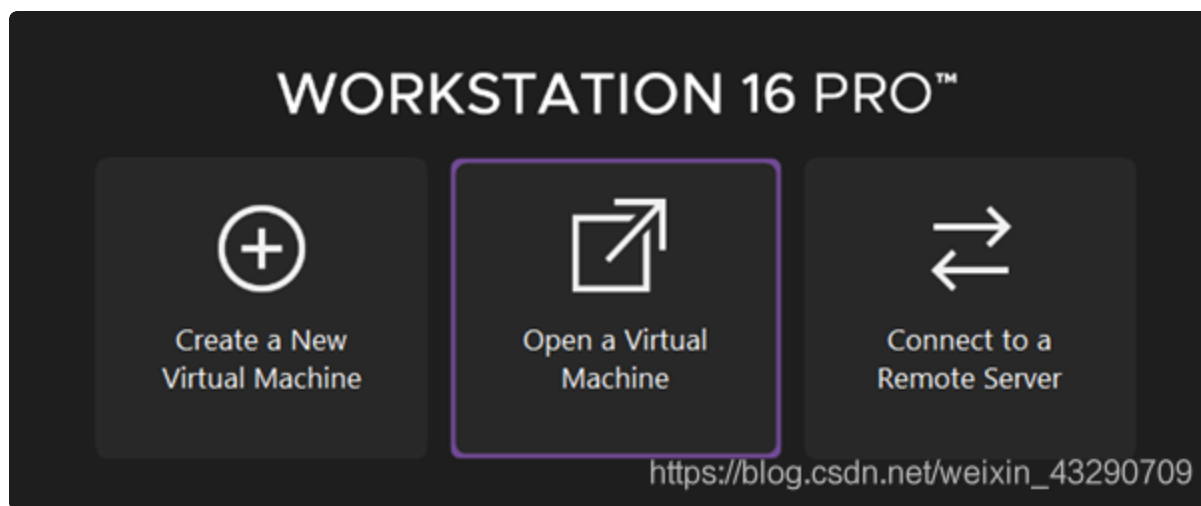 WORKSTATION 16 PRO™
Create a New
Virtual Machine
Open a Virtual
Machine
Connect to a
Remote Server
https://blog.csdn.net/weixin_43290709